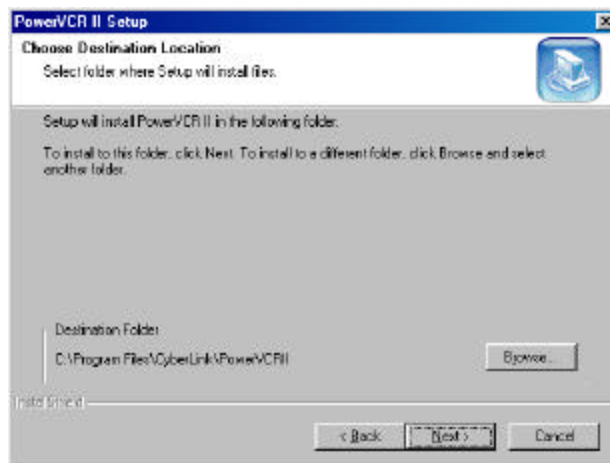 PowerVCR II Setup
Choose Destination Location
Select folder where Setup will install files.
Setup will install PowerVCR II in the following folder.
To install to this folder, click Next. To install to a different folder, click Browse and select
another folder.
Destination Folder
C:\Program Files\CyberLink\PowerVCRII
Browse...
InstallShield
< Back
Next >
Cancel